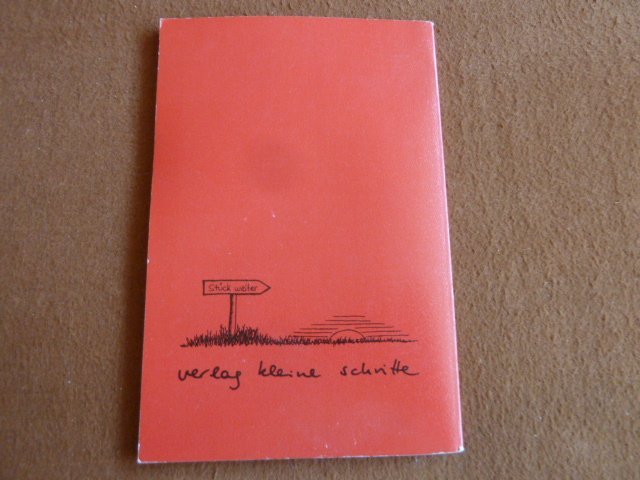 Stück weiter
verlag kleine schritte